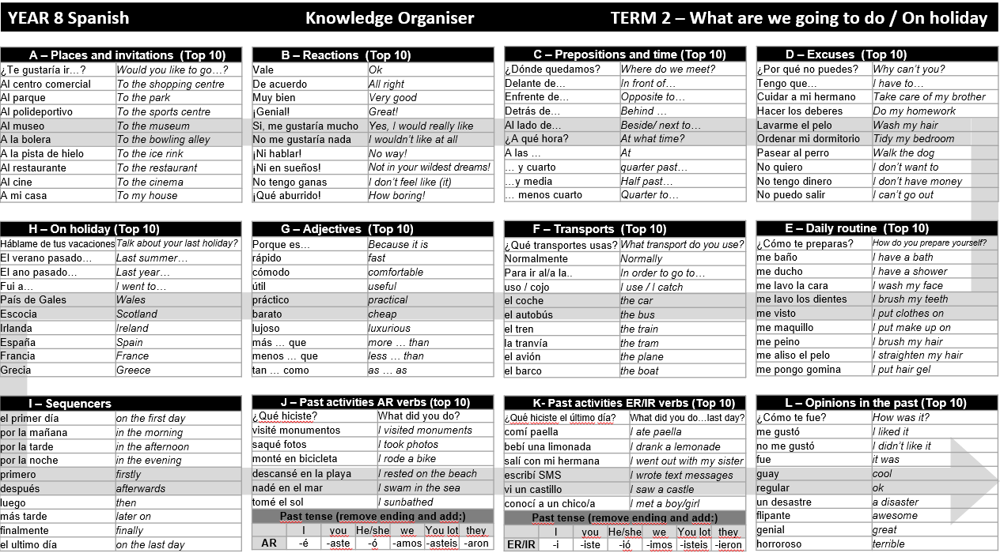 YEAR 8 Spanish Knowledge Organiser TERM 2 – What are we going to do / On holiday
A – Places and invitations (Top 10)
¿Te gustaría ir…? Would you like to go…?
Al centro comercial To the shopping centre
Al parque To the park
Al polideportivo To the sports centre
Al museo To the museum
A la bolera To the bowling alley
A la pista de hielo To the ice rink
Al restaurante To the restaurant
Al cine To the cinema
A mi casa To my house
B – Reactions (Top 10)
Vale Ok
De acuerdo All right
Muy bien Very good
¡Genial! Great!
Si, me gustaría mucho Yes, I would really like
No me gustaría nada I wouldn't like at all
¡Ni hablar! No way!
¡Ni en sueños! Not in your wildest dreams!
No tengo ganas I don't feel like (it)
¡Qué aburrido! How boring!
C – Prepositions and time (Top 10)
¿Dónde quedamos? Where do we meet?
Delante de… In front of…
Enfrente de… Opposite to…
Detrás de… Behind …
Al lado de… Beside/ next to…
¿A qué hora? At what time?
A las … At
… y cuarto quarter past…
…y media Half past…
… menos cuarto Quarter to…
D – Excuses (Top 10)
¿Por qué no puedes? Why can't you?
Tengo que… I have to…
Cuidar a mi hermano Take care of my brother
Hacer los deberes Do my homework
Lavarme el pelo Wash my hair
Ordenar mi dormitorio Tidy my bedroom
Pasear al perro Walk the dog
No quiero I don't want to
No tengo dinero I don't have money
No puedo salir I can't go out
H – On holiday (Top 10)
Háblame de tus vacaciones Talk about your last holiday?
El verano pasado… Last summer…
El ano pasado… Last year…
Fui a… I went to…
País de Gales Wales
Escocia Scotland
Irlanda Ireland
España Spain
Francia France
Grecia Greece
G – Adjectives (Top 10)
Porque es… Because it is
rápido fast
cómodo comfortable
útil useful
práctico practical
barato cheap
lujoso luxurious
más … que more … than
menos … que less … than
tan … como as … as
F – Transports (Top 10)
¿Qué transportes usas? What transport do you use?
Normalmente Normally
Para ir al/a la.. In order to go to…
uso / cojo I use / I catch
el coche the car
el autobús the bus
el tren the train
la tranvía the tram
el avión the plane
el barco the boat
E – Daily routine (Top 10)
¿Cómo te preparas? How do you prepare yourself?
me baño I have a bath
me ducho I have a shower
me lavo la cara I wash my face
me lavo los dientes I brush my teeth
me visto I put clothes on
me maquillo I put make up on
me peino I brush my hair
me aliso el pelo I straighten my hair
me pongo gomina I put hair gel
I – Sequencers
el primer día on the first day
por la mañana in the morning
por la tarde in the afternoon
por la noche in the evening
primero firstly
después afterwards
luego then
más tarde later on
finalmente finally
el ultimo día on the last day
J – Past activities AR verbs (top 10)
¿Qué hiciste? What did you do?
visité monumentos I visited monuments
saqué fotos I took photos
monté en bicicleta I rode a bike
descansé en la playa I rested on the beach
nadé en el mar I swam in the sea
tomé el sol I sunbathed
Past tense (remove ending and add:)
I you He/she we You lot they
AR -é -aste -ó -amos -asteis -aron
K- Past activities ER/IR verbs (Top 10)
¿Qué hiciste el último día? What did you do…last day?
comí paella I ate paella
bebí una limonada I drank a lemonade
salí con mi hermana I went out with my sister
escribí SMS I wrote text messages
vi un castillo I saw a castle
conocí a un chico/a I met a boy/girl
Past tense (remove ending and add:)
I you He/she we You lot they
ER/IR -i -iste -ió -imos -isteis -ieron
L – Opinions in the past (Top 10)
¿Cómo te fue? How was it?
me gustó I liked it
no me gustó I didn't like it
fue it was
guay cool
regular ok
un desastre a disaster
flipante awesome
genial great
horroroso terrible